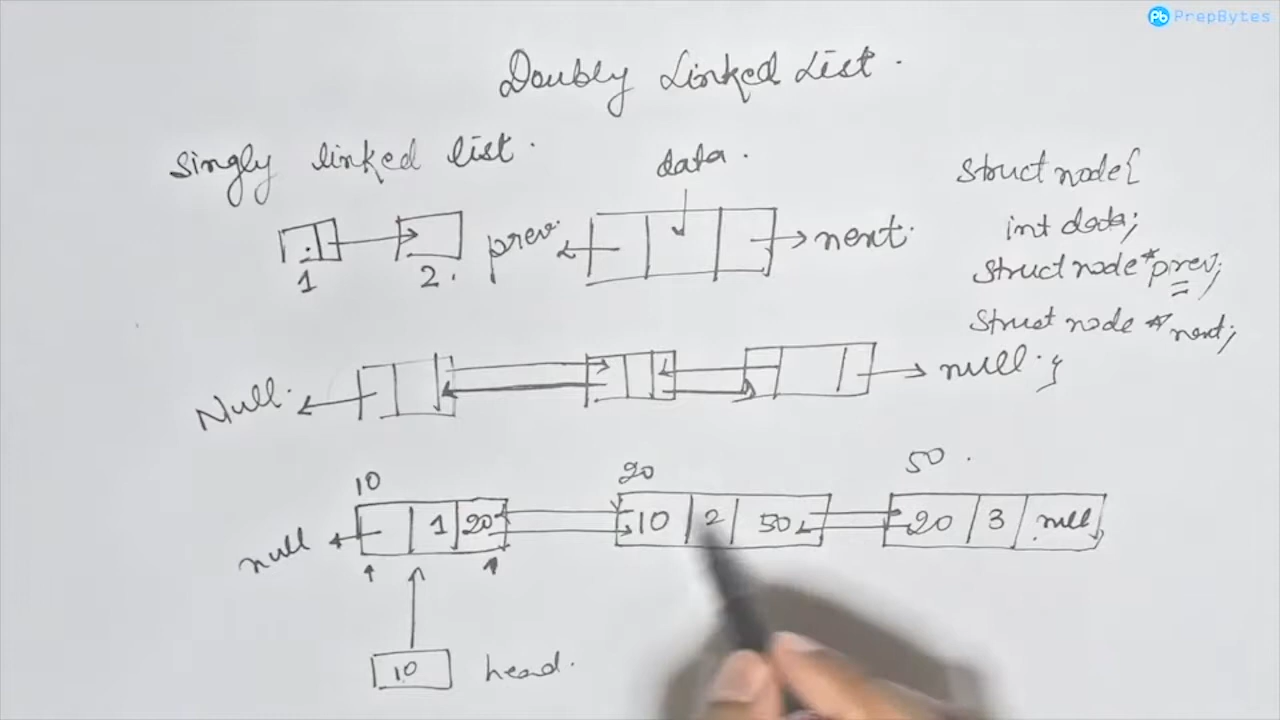 PrepBytes
Doubly Linked List.
Singly linked list.
data.
struct node{
int data;
struct node *prev;
struct node * next;
}
prev.
next.
1
2.
Null.
null.
10
20
50
null
1 20
10 2 50
20 3 null
10 head.